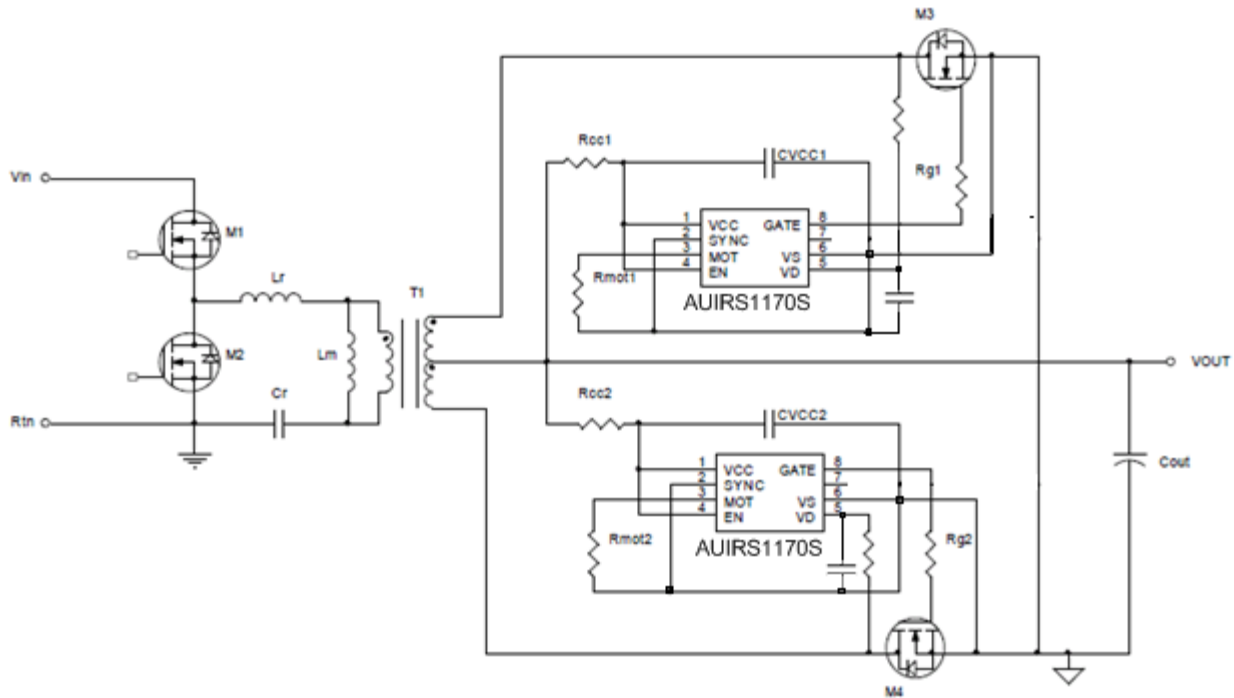 M3
Rcc1
CVCC1
Rg1
Vin
M1
1 VCC GATE 8
2 SYNC 7
3 MOT VS 6
4 EN VD 5
Rmot1
AUIRS1170S
Lr
T1
M2
Lm
VOUT
Cr
Rcc2
CVCC2
Rtn
1 VCC GATE 8
2 SYNC 7
3 MOT VS 6
4 EN VD 5
Cout
Rmot2
AUIRS1170S
Rg2
M4